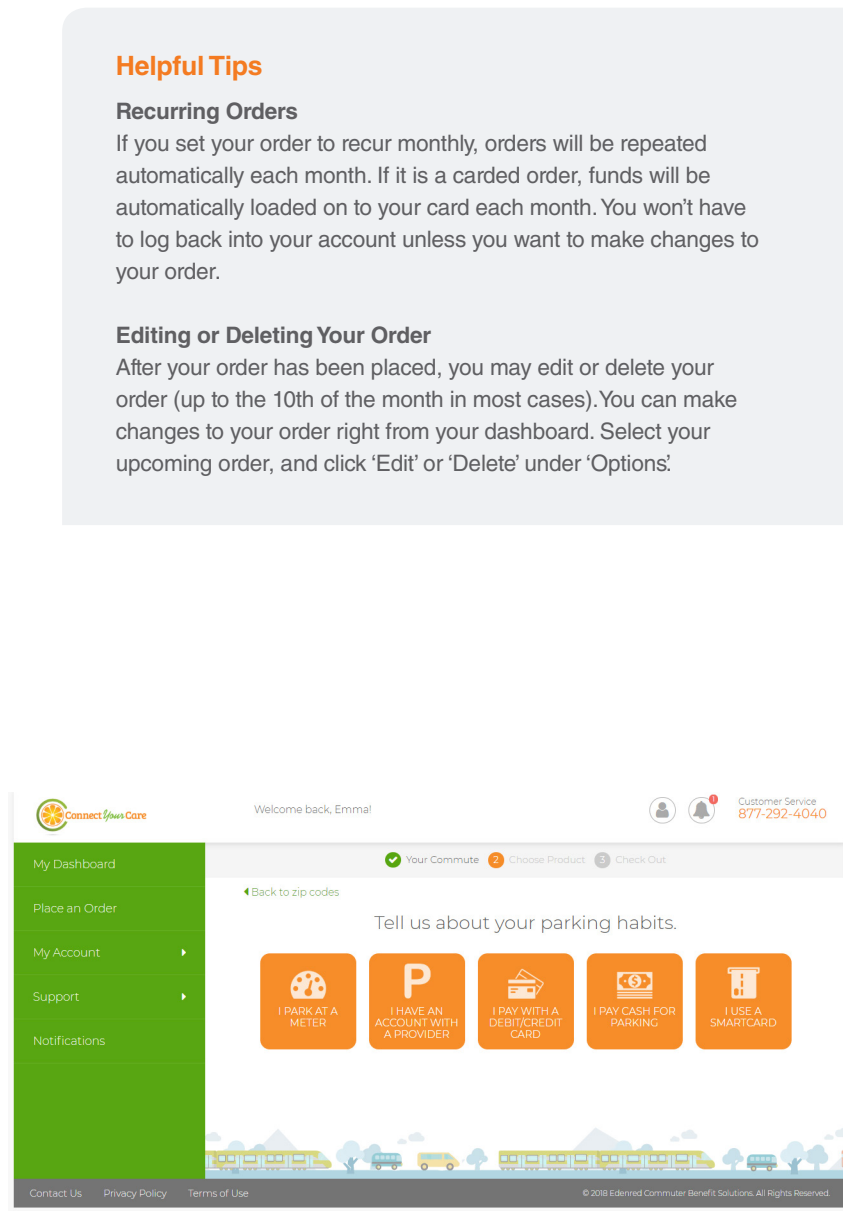 Helpful Tips
Recurring Orders
If you set your order to recur monthly, orders will be repeated
automatically each month. If it is a carded order, funds will be
automatically loaded on to your card each month. You won’t have
to log back into your account unless you want to make changes to
your order.
Editing or Deleting Your Order
After your order has been placed, you may edit or delete your
order (up to the 10th of the month in most cases). You can make
changes to your order right from your dashboard. Select your
upcoming order, and click ‘Edit’ or ‘Delete’ under ‘Options’.
Connect Your Care
Welcome back, Emma!
1
Customer Service
877-292-4040
My Dashboard
Place an Order
My Account
Support
Notifications
Your Commute 2 Choose Product 3 Check Out
Back to zip codes
Tell us about your parking habits.
I PARK AT A
METER
P
I HAVE AN
ACCOUNT WITH
A PROVIDER
I PAY WITH A
DEBIT/CREDIT
CARD
I PAY CASH FOR
PARKING
I USE A
SMARTCARD
Contact Us Privacy Policy Terms of Use
© 2018 Edenred Commuter Benefit Solutions. All Rights Reserved.